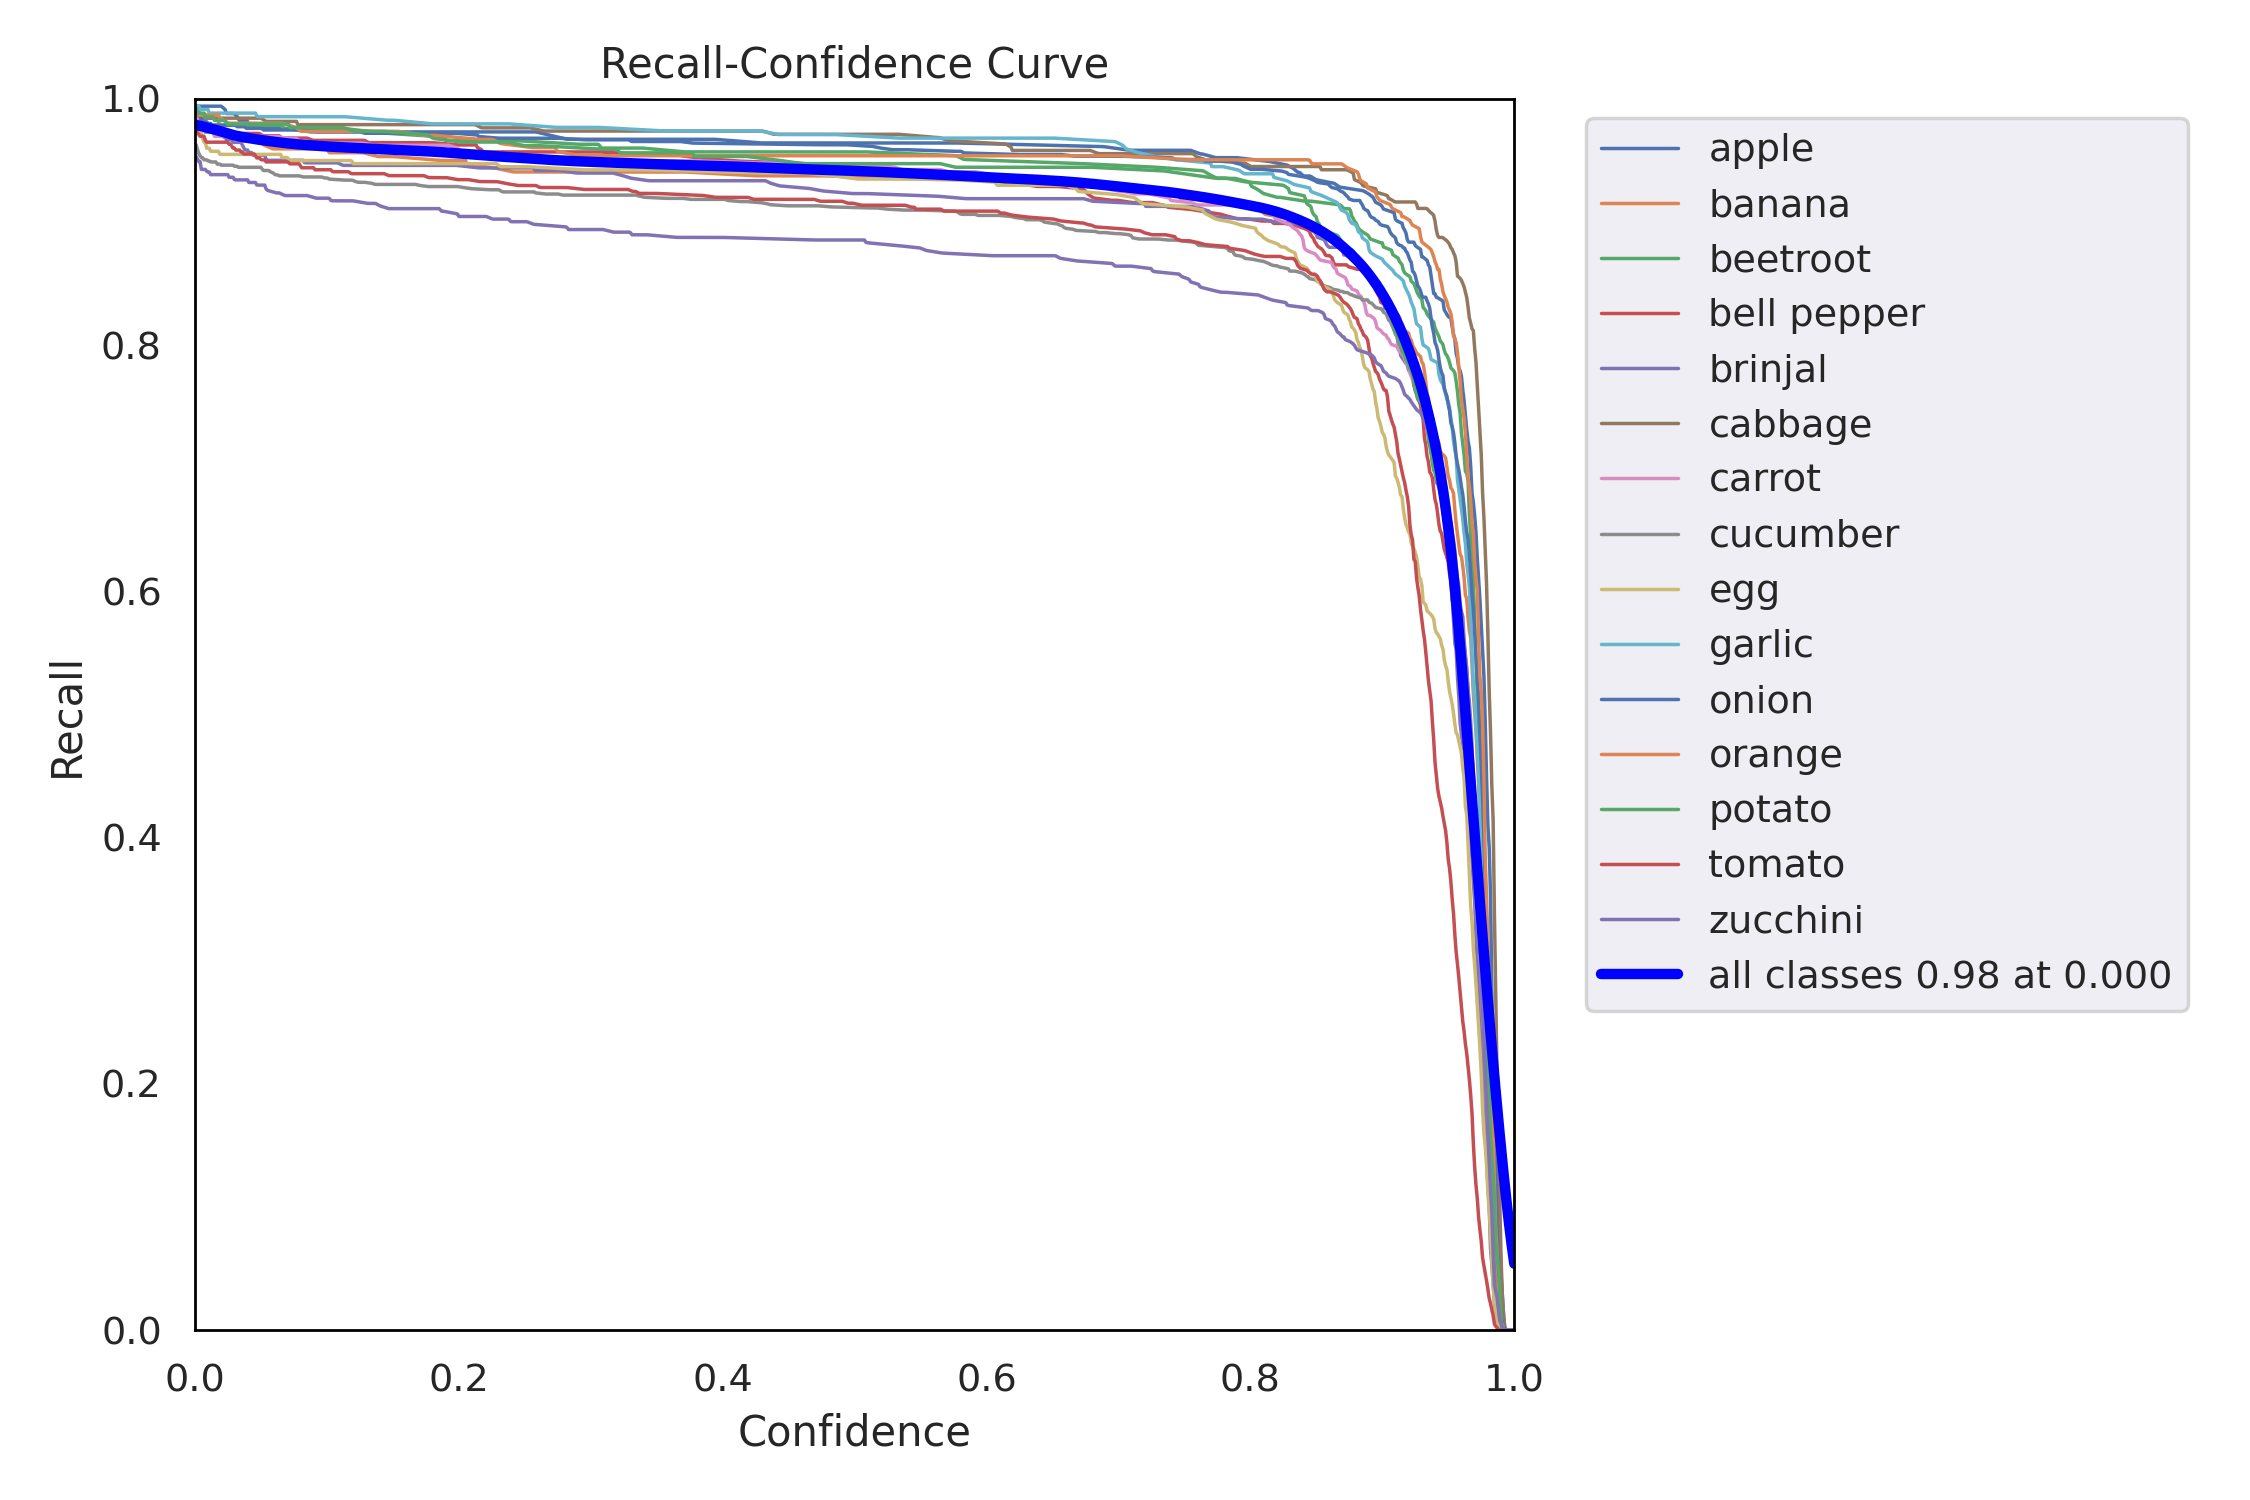 Recall-Confidence Curve
1.0
0.8
0.6
0.4
0.2
0.0
Recall
0.0 0.2 0.4 0.6 0.8 1.0
Confidence
apple
banana
beetroot
bell pepper
brinjal
cabbage
carrot
cucumber
egg
garlic
onion
orange
potato
tomato
zucchini
all classes 0.98 at 0.000